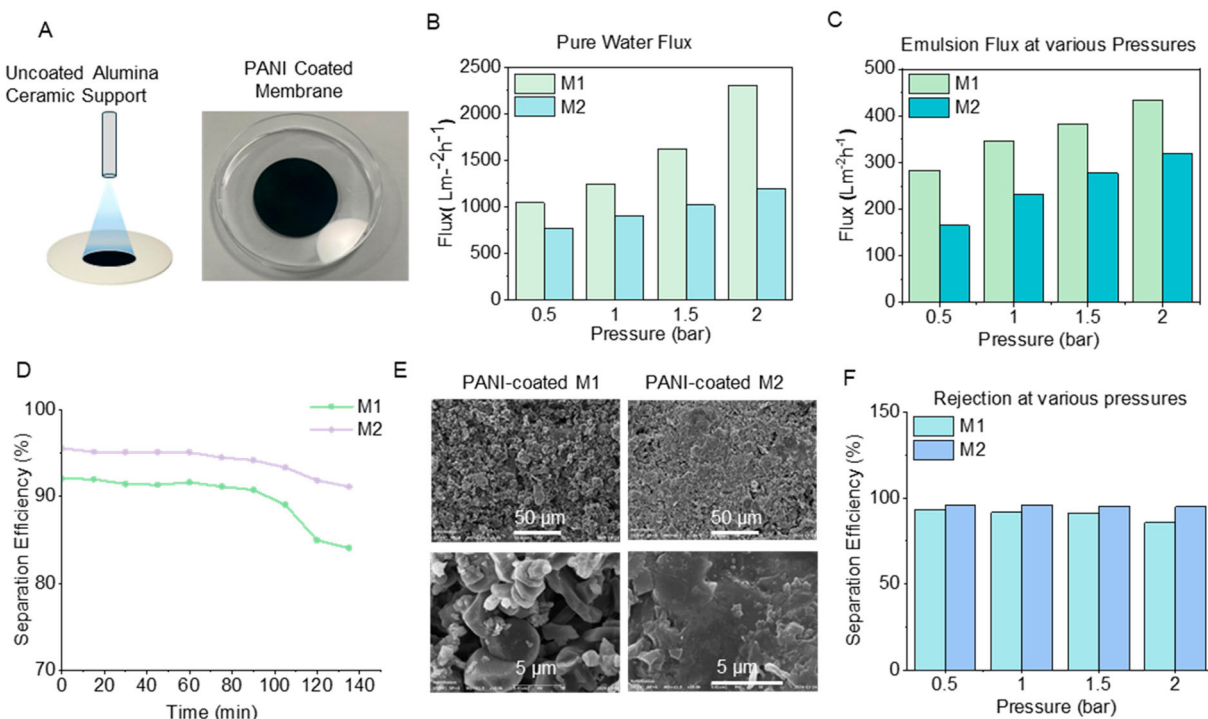 A
Uncoated Alumina
Ceramic Support
PANI Coated
Membrane
B
Pure Water Flux
M1
M2
Flux( Lm-⁻2h⁻¹)
2500
2000
1500
1000
500
0
0.5 1 1.5 2
Pressure (bar)
C
Emulsion Flux at various Pressures
M1
M2
Flux (Lm⁻²h⁻¹)
500
400
300
200
100
0
0.5 1 1.5 2
Pressure (bar)
D
M1
M2
Separation Efficiency (%)
100
90
80
70
0 20 40 60 80 100 120 140
Time (min)
E
PANI-coated M1 PANI-coated M2
50 µm 50 µm
5 µm 5 µm
F
Rejection at various pressures
M1
M2
Separation Efficiency (%)
150
100
50
0
0.5 1 1.5 2
Pressure (bar)